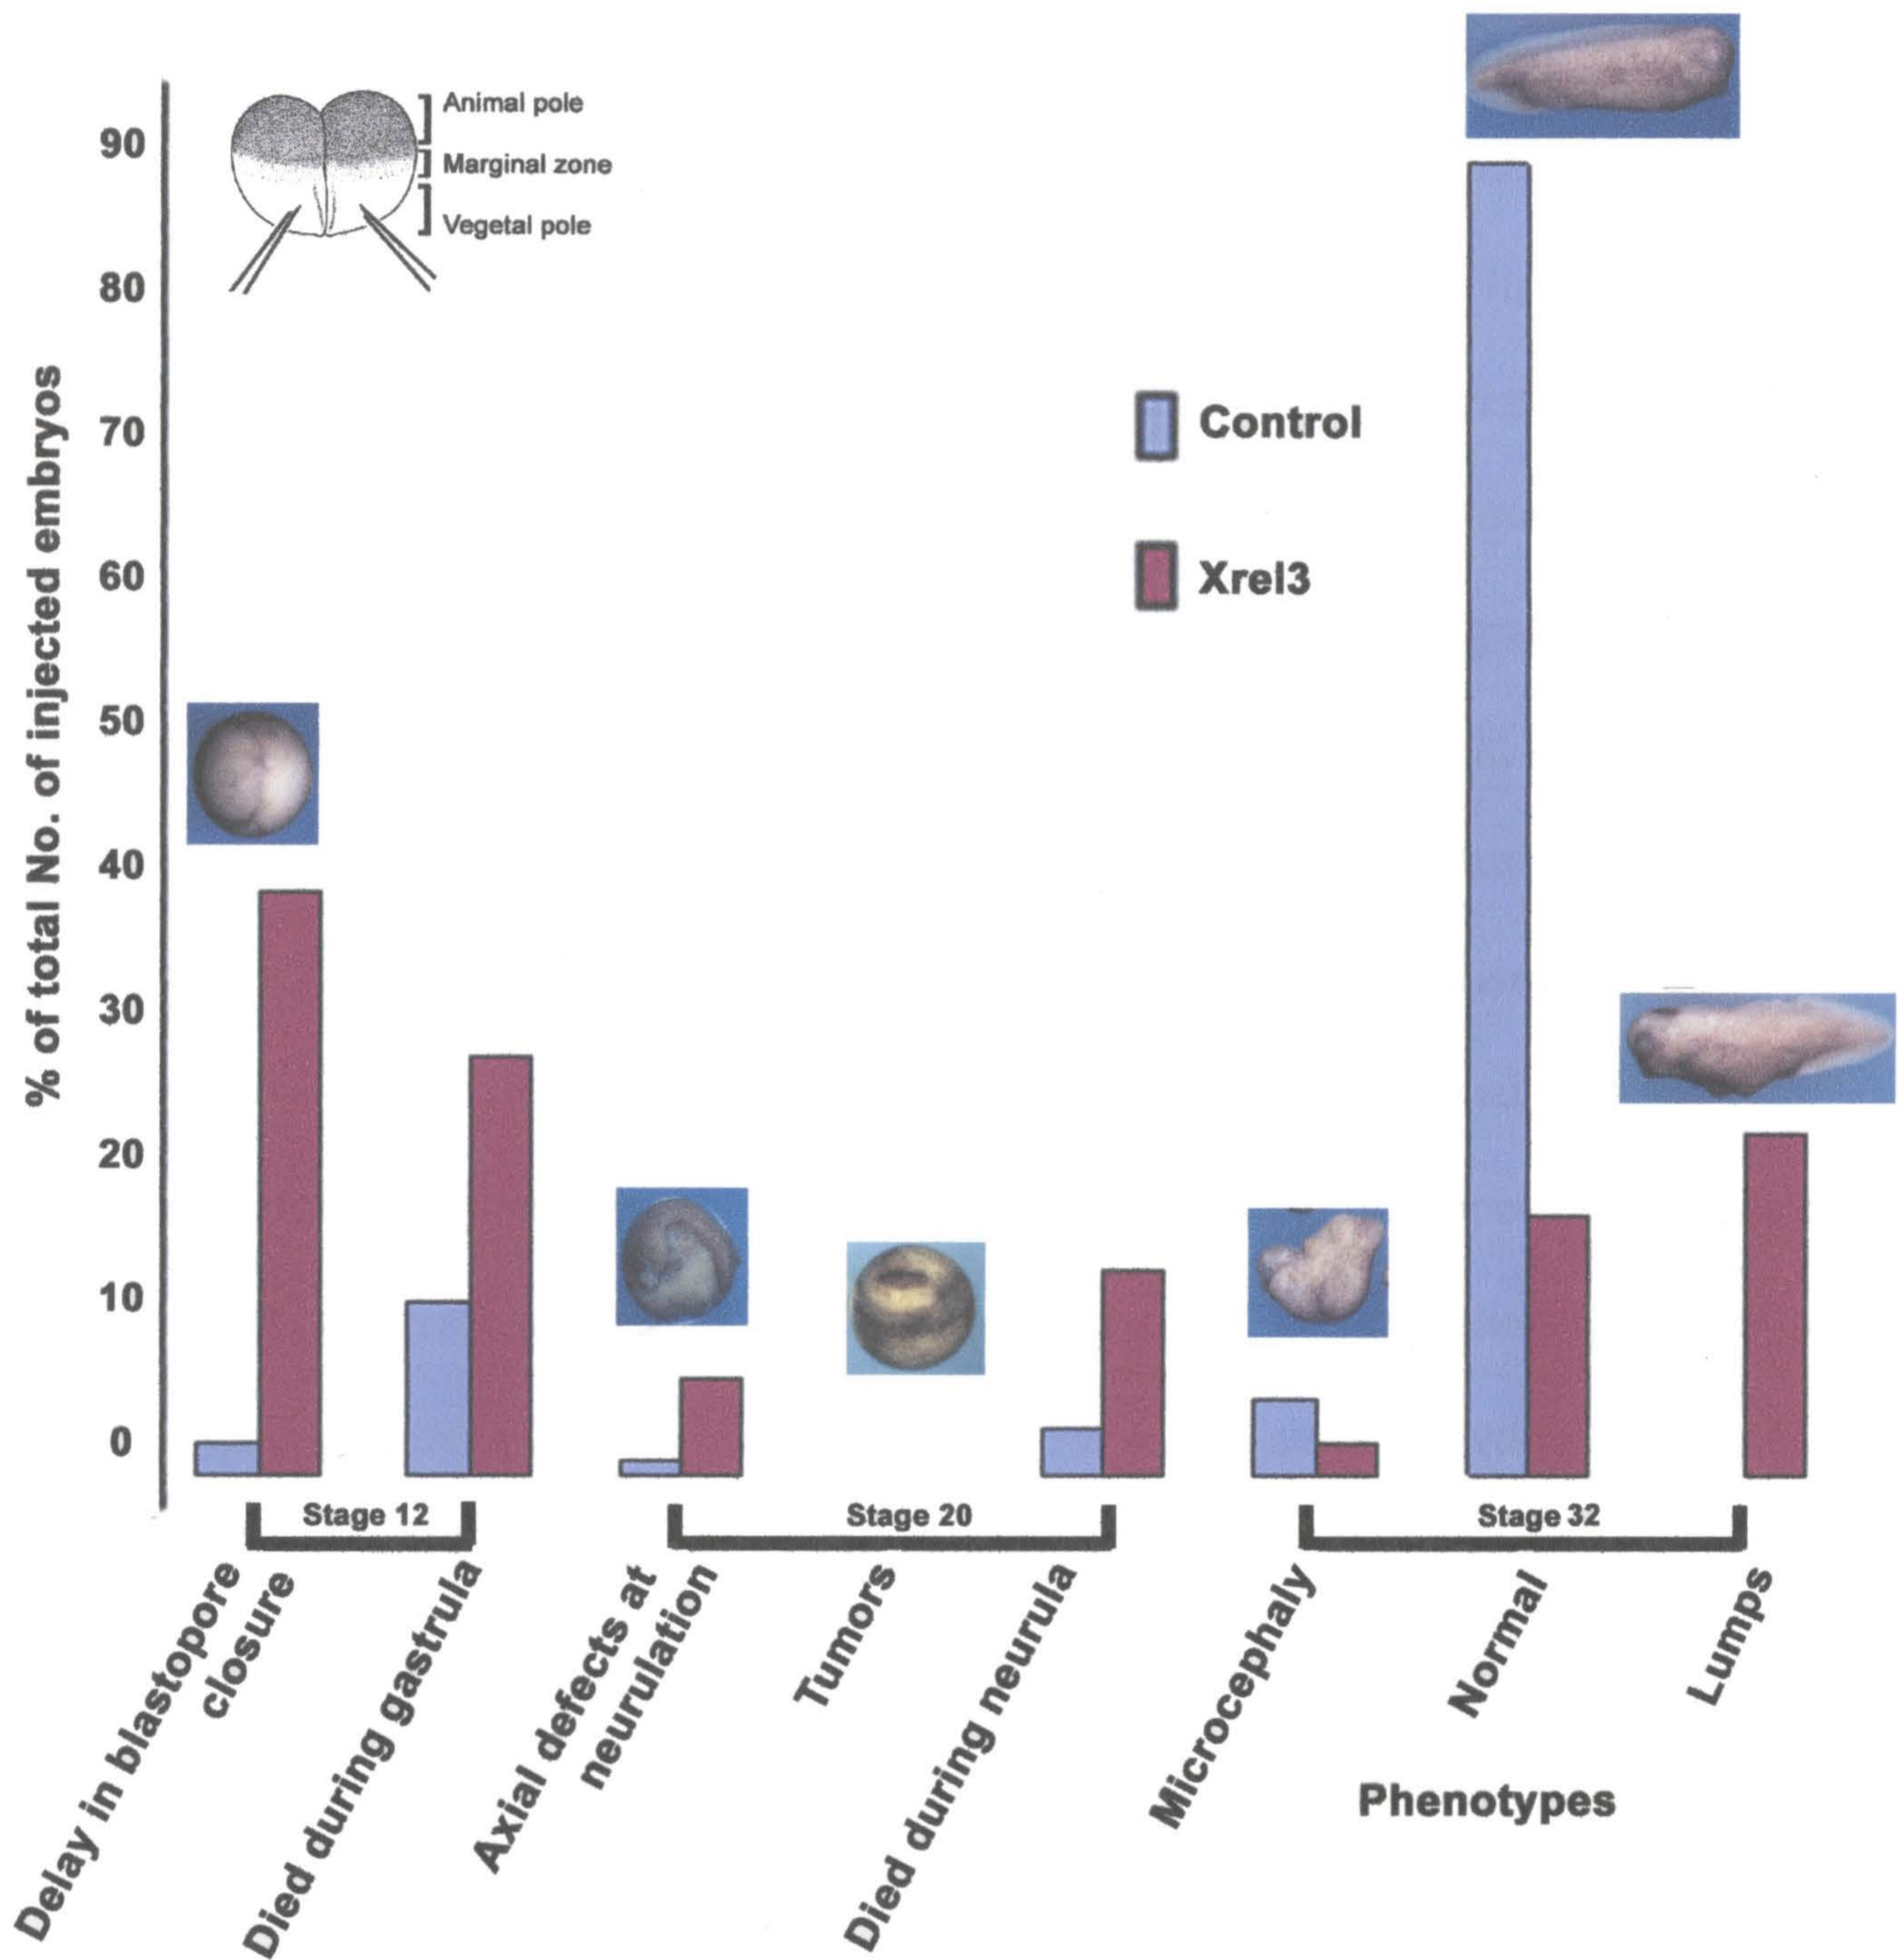 Animal pole
Marginal zone
Vegetal pole
% of total No. of injected embryos
90
80
70
60
50
40
30
20
10
0
Control
Xrel3
Stage 12
Stage 20
Stage 32
Delay in blastopore
closure
Died during gastrula
Axial defects at
neurulation
Tumors
Died during neurula
Microcephaly
Normal
Lumps
Phenotypes